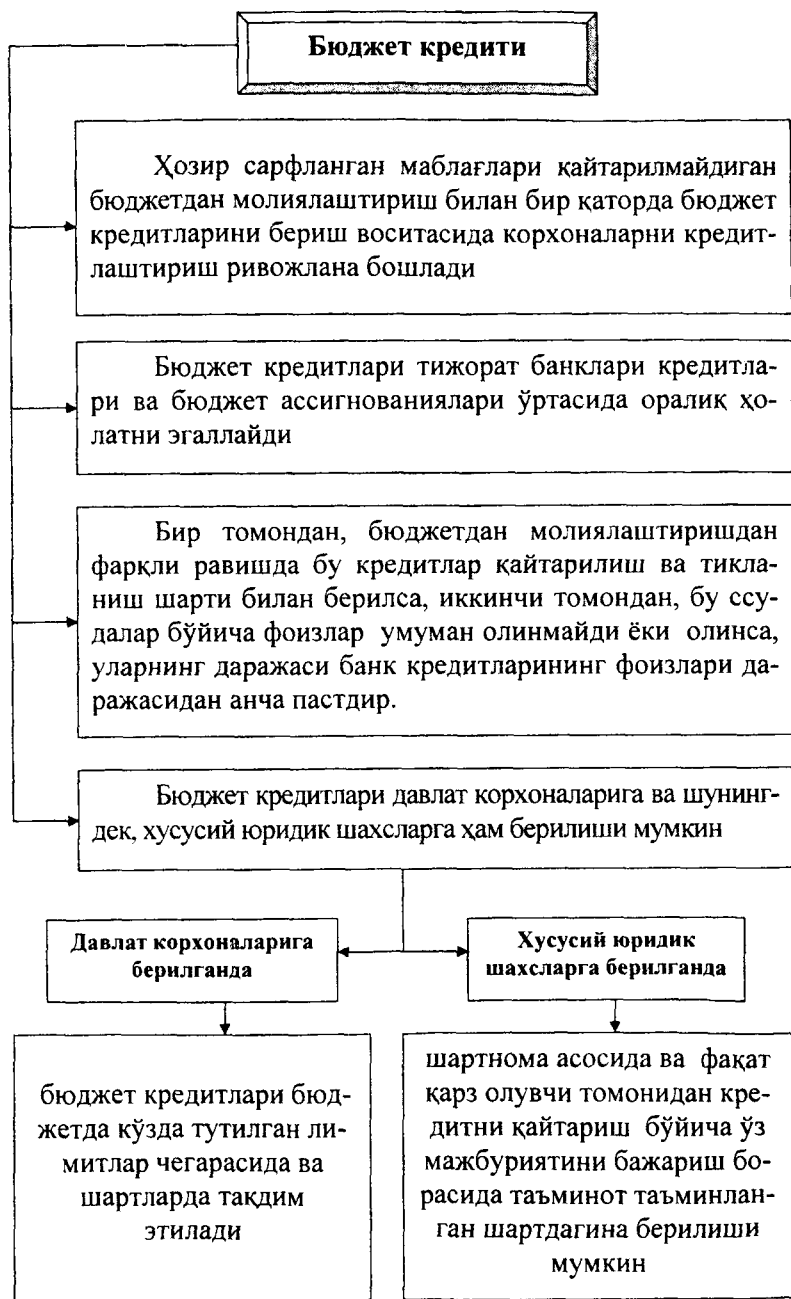 Бюджет кредити
Ҳозир сарфланган маблағлари қайтарилмайдиган
бюджетдан молиялаштириш билан бир қаторда бюджет
кредитларини бериш воситасида корхоналарни кредит-
лаштириш ривожлана бошлади
Бюджет кредитлари тижорат банклари кредитла-
ри ва бюджет ассигнованиялари ўртасида оралиқ ҳо-
латни эгаллайди
Бир томондан, бюджетдан молиялаштиришдан
фарқли равишда бу кредитлар қайтарилиш ва тикла-
ниш шарти билан берилса, иккинчи томондан, бу ссу-
далар бўйича фоизлар умуман олинмайди ёки олинса,
уларнинг даражаси банк кредитларининг фоизлари да-
ражасидан анча пастдир.
Бюджет кредитлари давлат корхоналарига ва шунинг-
дек, хусусий юридик шахсларга ҳам берилиши мумкин
Давлат корхоналарига
берилганда
Хусусий юридик
шахсларга берилганда
бюджет кредитлари бюд-
жетда кўзда тутилган ли-
митлар чегарасида ва
шартларда тақдим
этилади
шартнома асосида ва фақат
қарз олувчи томонидан кре-
дитни қайтариш бўйича ўз
мажбуриятини бажариш бо-
расида таъминот таъминлан-
ган шартдагина берилиши
мумкин